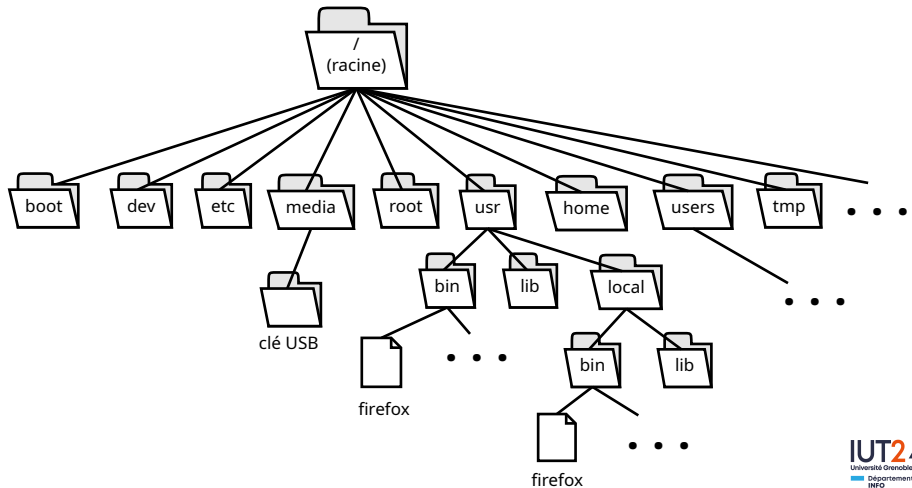 /
(racine)
boot
dev
etc
media
root
usr
home
users
tmp
bin
lib
local
clé USB
bin
lib
firefox
firefox
IUT2
Université Grenoble
Département
INFO